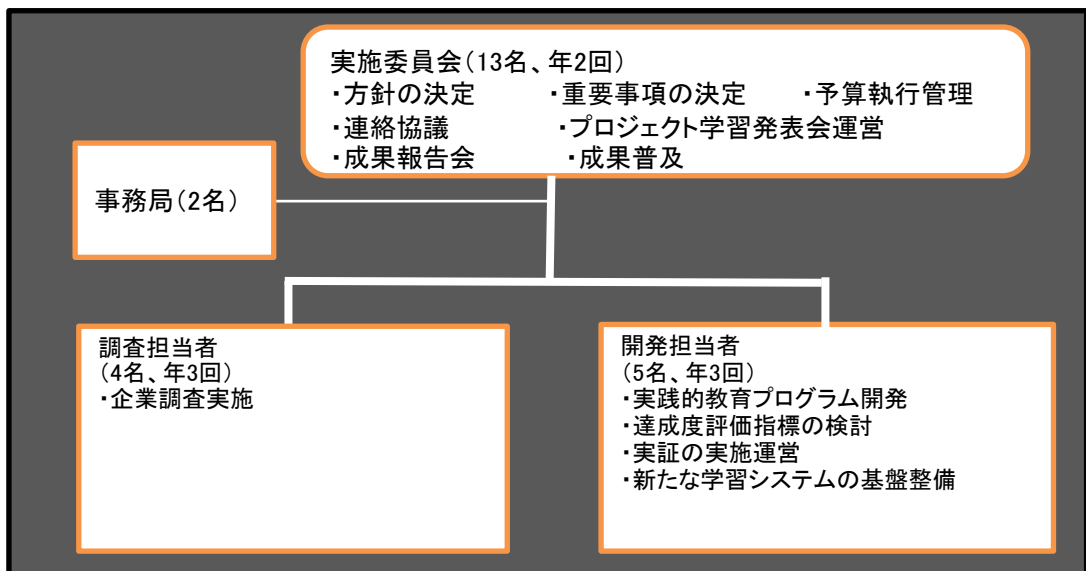 実施委員会(13名、年2回)
・方針の決定　・重要事項の決定　・予算執行管理
・連絡協議　・プロジェクト学習発表会運営
・成果報告会　・成果普及
事務局(2名)
調査担当者
(4名、年3回)
・企業調査実施
開発担当者
(5名、年3回)
・実践的教育プログラム開発
・達成度評価指標の検討
・実証の実施運営
・新たな学習システムの基盤整備